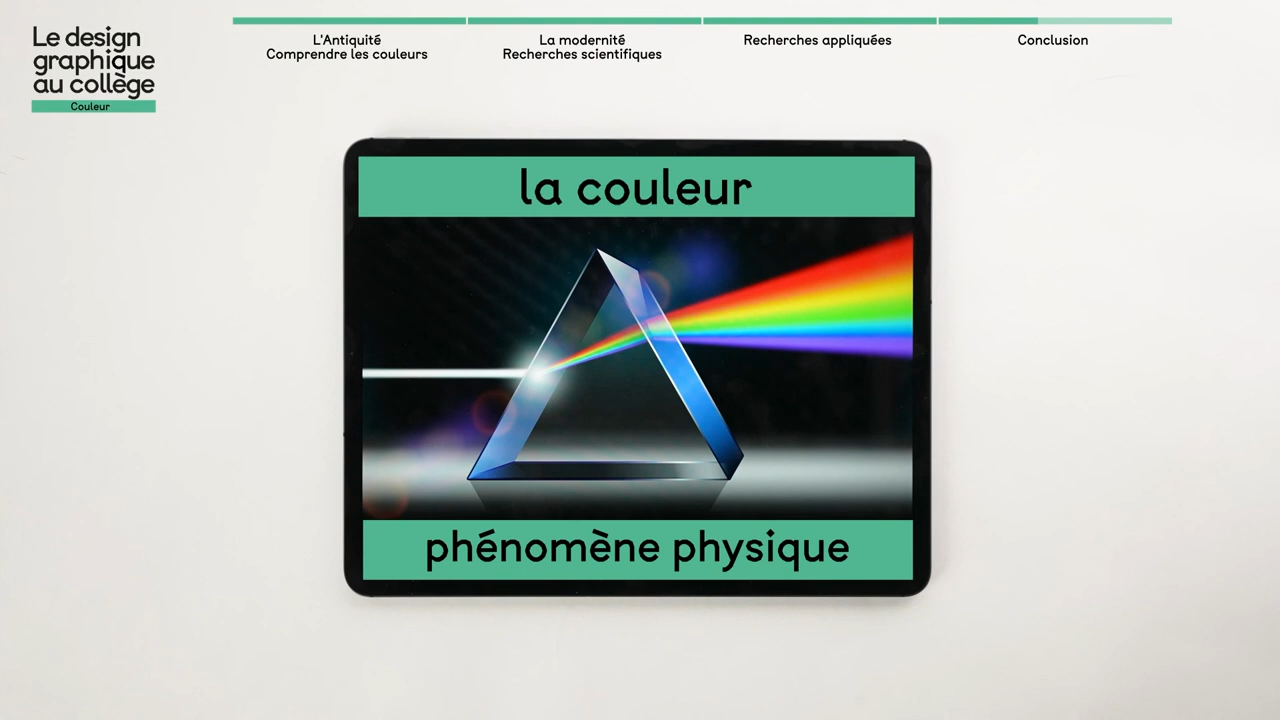 Le design
graphique
au collège
Couleur
L'Antiquité
Comprendre les couleurs
La modernité
Recherches scientifiques
Recherches appliquées
Conclusion
la couleur
phénomène physique